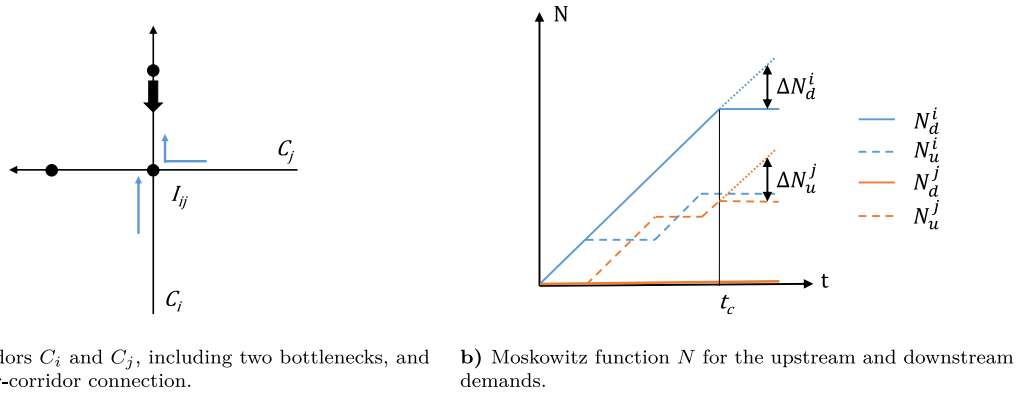 N
ΔN_d^i
C_j
N_d^i
N_u^i
ΔN_u^j
I_ij
N_d^j
N_u^j
t
C_i
t_c
C_i and C_j, including two bottlenecks, and
-corridor connection.
b) Moskowitz function N for the upstream and downstream
demands.